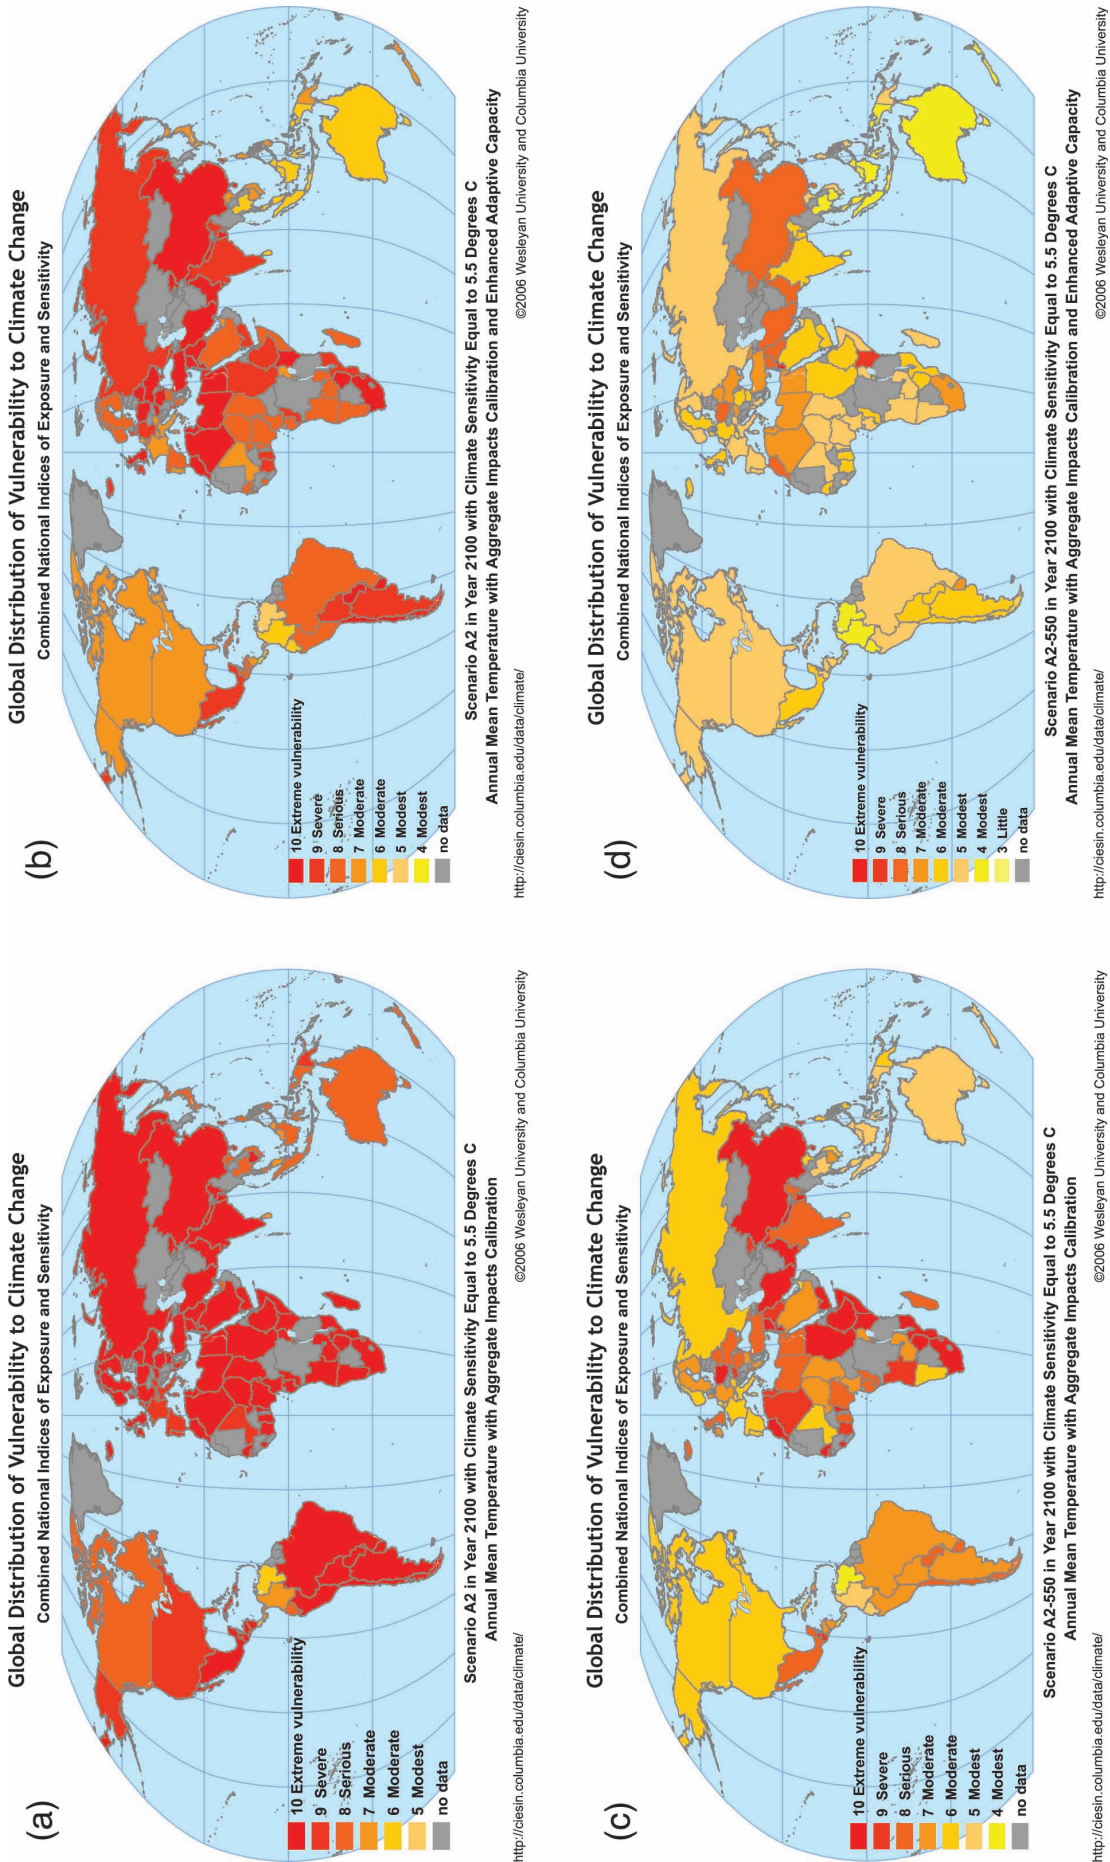 (a)
Global Distribution of Vulnerability to Climate Change
Combined National Indices of Exposure and Sensitivity
10 Extreme vulnerability
9 Severe
8 Serious
7 Moderate
6 Moderate
5 Modest
no data
Scenario A2 in Year 2100 with Climate Sensitivity Equal to 5.5 Degrees C
Annual Mean Temperature with Aggregate Impacts Calibration
http://ciesin.columbia.edu/data/climate/
©2006 Wesleyan University and Columbia University
(b)
Global Distribution of Vulnerability to Climate Change
Combined National Indices of Exposure and Sensitivity
10 Extreme vulnerability
9 Severe
8 Serious
7 Moderate
6 Moderate
5 Modest
4 Modest
no data
Scenario A2 in Year 2100 with Climate Sensitivity Equal to 5.5 Degrees C
Annual Mean Temperature with Aggregate Impacts Calibration and Enhanced Adaptive Capacity
http://ciesin.columbia.edu/data/climate/
©2006 Wesleyan University and Columbia University
(c)
Global Distribution of Vulnerability to Climate Change
Combined National Indices of Exposure and Sensitivity
10 Extreme vulnerability
9 Severe
8 Serious
7 Moderate
6 Moderate
5 Modest
4 Modest
no data
Scenario A2-550 in Year 2100 with Climate Sensitivity Equal to 5.5 Degrees C
Annual Mean Temperature with Aggregate Impacts Calibration
http://ciesin.columbia.edu/data/climate/
©2006 Wesleyan University and Columbia University
(d)
Global Distribution of Vulnerability to Climate Change
Combined National Indices of Exposure and Sensitivity
10 Extreme vulnerability
9 Severe
8 Serious
7 Moderate
6 Moderate
5 Modest
4 Modest
3 Little
no data
Scenario A2-550 in Year 2100 with Climate Sensitivity Equal to 5.5 Degrees C
Annual Mean Temperature with Aggregate Impacts Calibration and Enhanced Adaptive Capacity
http://ciesin.columbia.edu/data/climate/
©2006 Wesleyan University and Columbia University